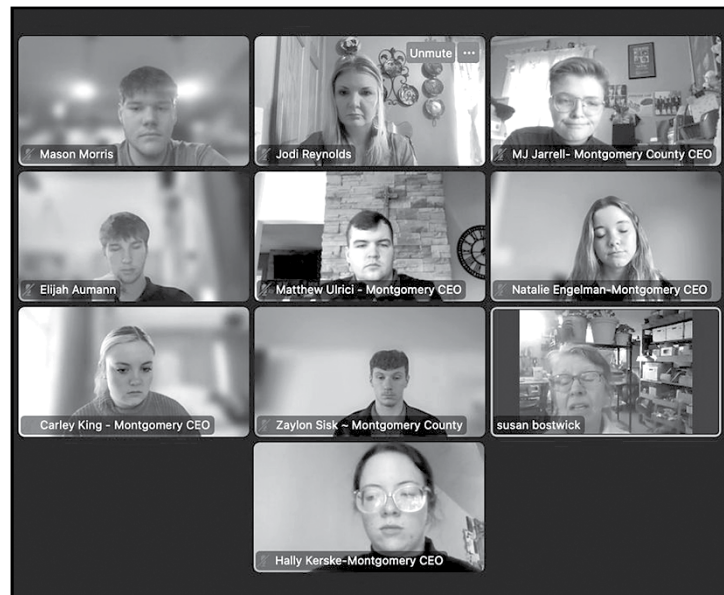 Unmute
Mason Morris
Jodi Reynolds
MJ Jarrell- Montgomery County CEO
Elijah Aumann
Matthew Ulrici - Montgomery CEO
Natalie Engelman-Montgomery CEO
Carley King - Montgomery CEO
Zaylon Sisk ~ Montgomery County
susan bostwick
Hally Kerske-Montgomery CEO